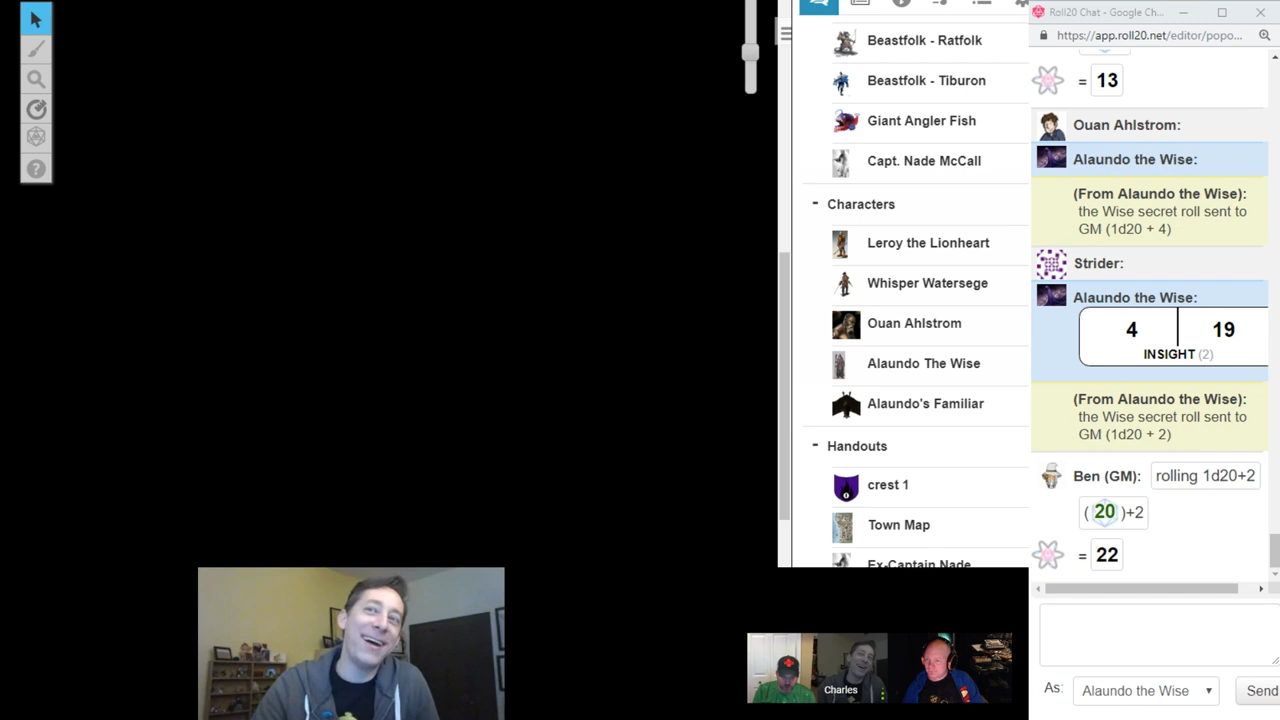 Beastfolk - Ratfolk
Beastfolk - Tiburon
Giant Angler Fish
Capt. Nade McCall
- Characters
Leroy the Lionheart
Whisper Watersege
Ouan Ahlstrom
Alaundo The Wise
Alaundo's Familiar
- Handouts
crest 1
Town Map
Ex-Captain Nade
Roll20 Chat - Google Ch...
https://app.roll20.net/editor/popo...
= 13
Ouan Ahlstrom:
Alaundo the Wise:
(From Alaundo the Wise):
the Wise secret roll sent to
GM (1d20 + 4)
Strider:
Alaundo the Wise:
4 19
INSIGHT (2)
(From Alaundo the Wise):
the Wise secret roll sent to
GM (1d20 + 2)
Ben (GM): rolling 1d20+2
(20)+2
= 22
As: Alaundo the Wise Send
Charles